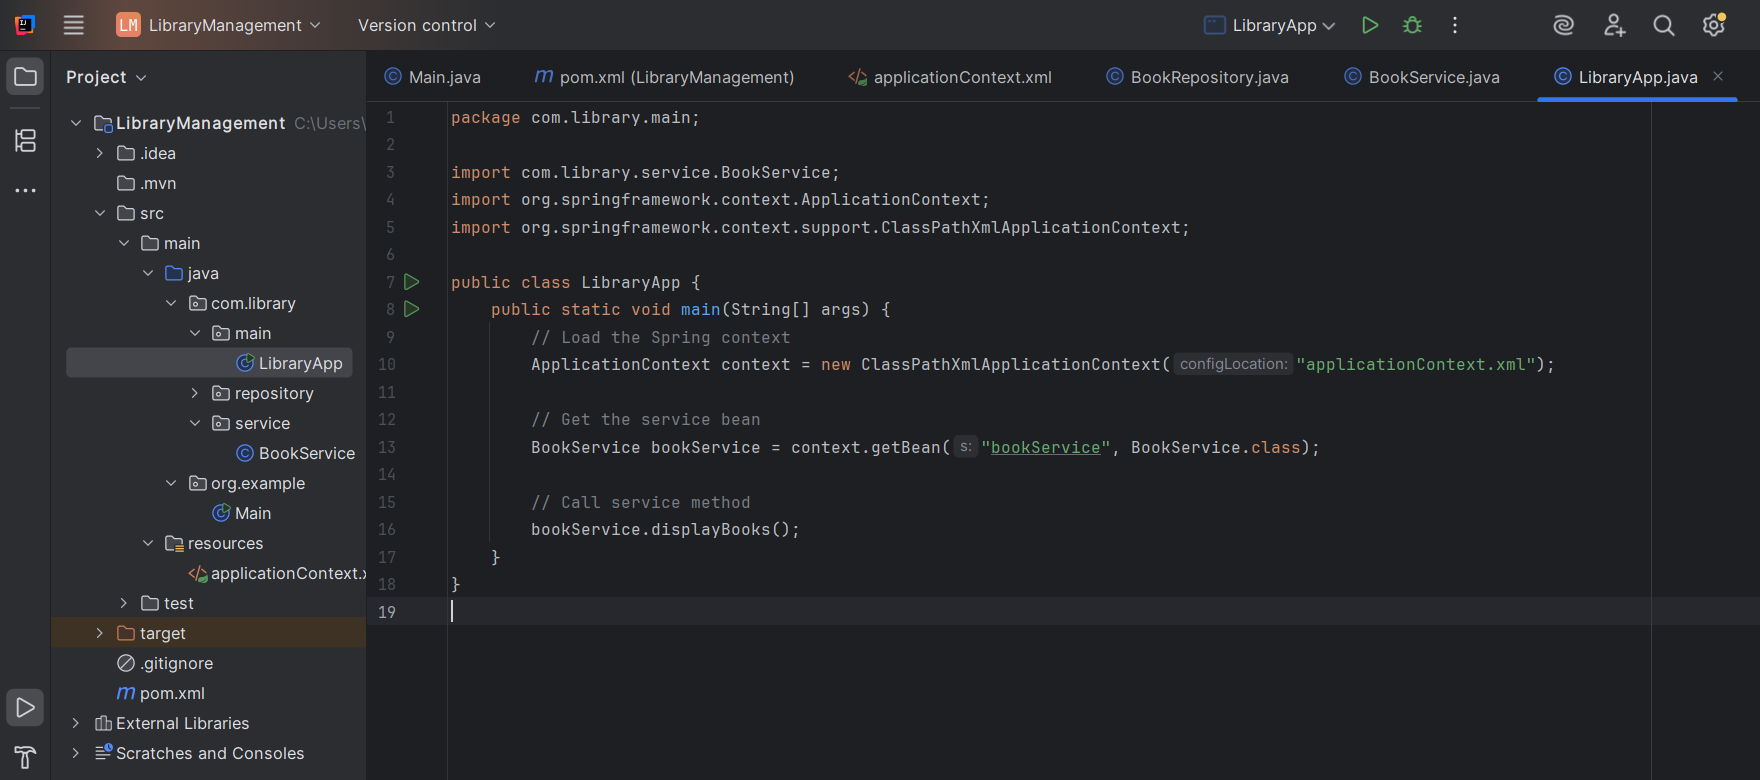 LM LibraryManagement Version control LibraryApp
Project
Main.java pom.xml (LibraryManagement) applicationContext.xml BookRepository.java BookService.java LibraryApp.java
LibraryManagement C:\Users\
.idea
.mvn
src
main
java
com.library
main
LibraryApp
repository
service
BookService
org.example
Main
resources
applicationContext.x
test
target
.gitignore
pom.xml
External Libraries
Scratches and Consoles
1 package com.library.main;
2
3 import com.library.service.BookService;
4 import org.springframework.context.ApplicationContext;
5 import org.springframework.context.support.ClassPathXmlApplicationContext;
6
7 public class LibraryApp {
8 public static void main(String[] args) {
9 // Load the Spring context
10 ApplicationContext context = new ClassPathXmlApplicationContext( configLocation: "applicationContext.xml");
11
12 // Get the service bean
13 BookService bookService = context.getBean( s: "bookService", BookService.class);
14
15 // Call service method
16 bookService.displayBooks();
17 }
18 }
19